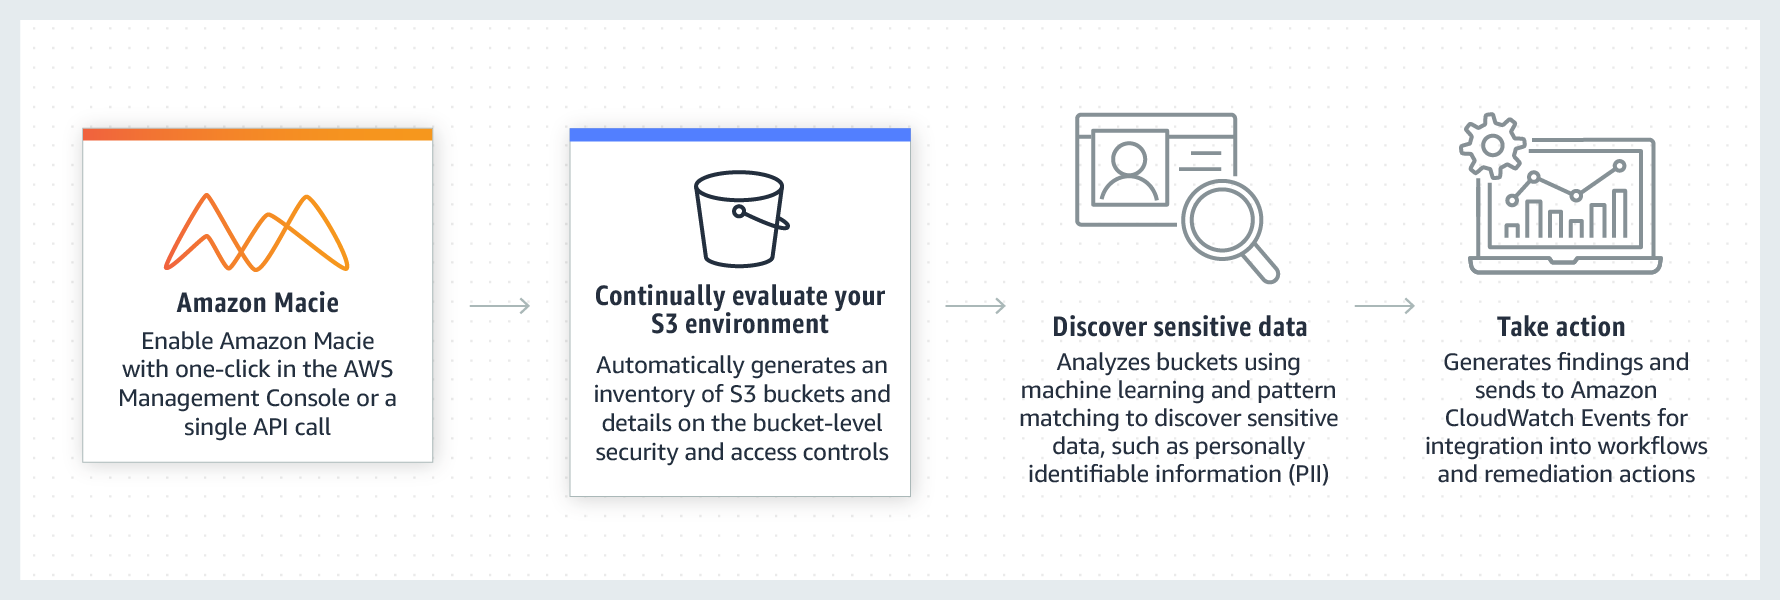 Amazon Macie
Enable Amazon Macie
with one-click in the AWS
Management Console or a
single API call
Continually evaluate your
S3 environment
Automatically generates an
inventory of S3 buckets and
details on the bucket-level
security and access controls
Discover sensitive data
Analyzes buckets using
machine learning and pattern
matching to discover sensitive
data, such as personally
identifiable information (PII)
Take action
Generates findings and
sends to Amazon
CloudWatch Events for
integration into workflows
and remediation actions